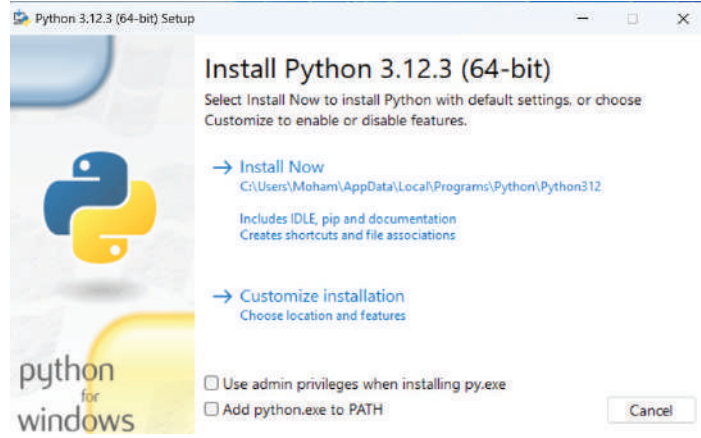 Python 3.12.3 (64-bit) Setup
Install Python 3.12.3 (64-bit)
Select Install Now to install Python with default settings, or choose
Customize to enable or disable features.
→ Install Now
C:\Users\Moham\AppData\Local\Programs\Python\Python312
Includes IDLE, pip and documentation
Creates shortcuts and file associations
→ Customize installation
Choose location and features
python
for
windows
Use admin privileges when installing py.exe
Add python.exe to PATH
Cancel